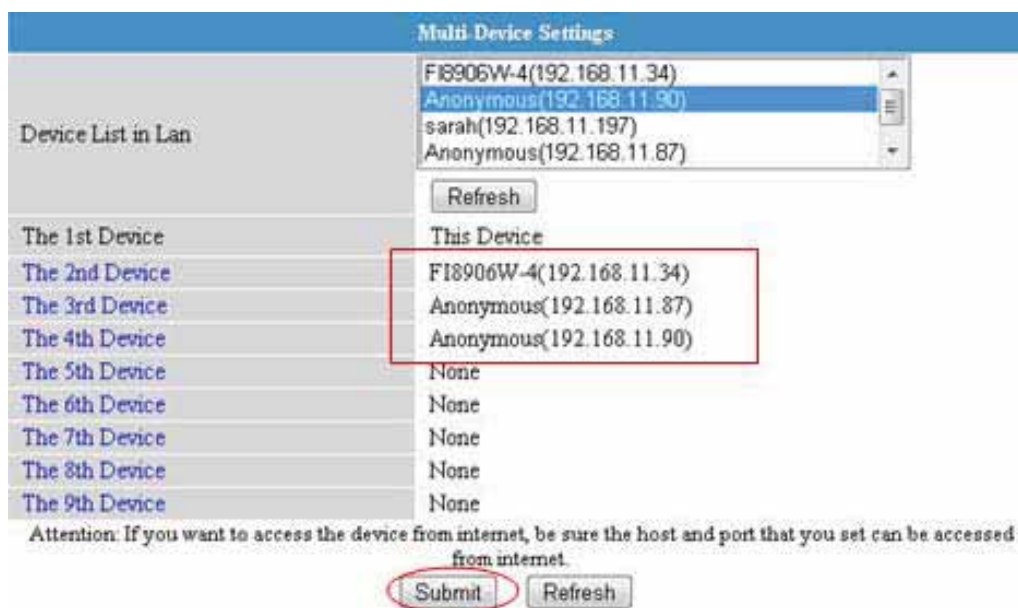 Multi-Device Settings
Device List in Lan
FI8906W-4(192.168.11.34)
Anonymous(192.168.11.90)
sarah(192.168.11.197)
Anonymous(192.168.11.87)
Refresh
The 1st Device This Device
The 2nd Device FI8906W-4(192.168.11.34)
The 3rd Device Anonymous(192.168.11.87)
The 4th Device Anonymous(192.168.11.90)
The 5th Device None
The 6th Device None
The 7th Device None
The 8th Device None
The 9th Device None
Attention: If you want to access the device from internet, be sure the host and port that you set can be accessed
from internet.
Submit Refresh